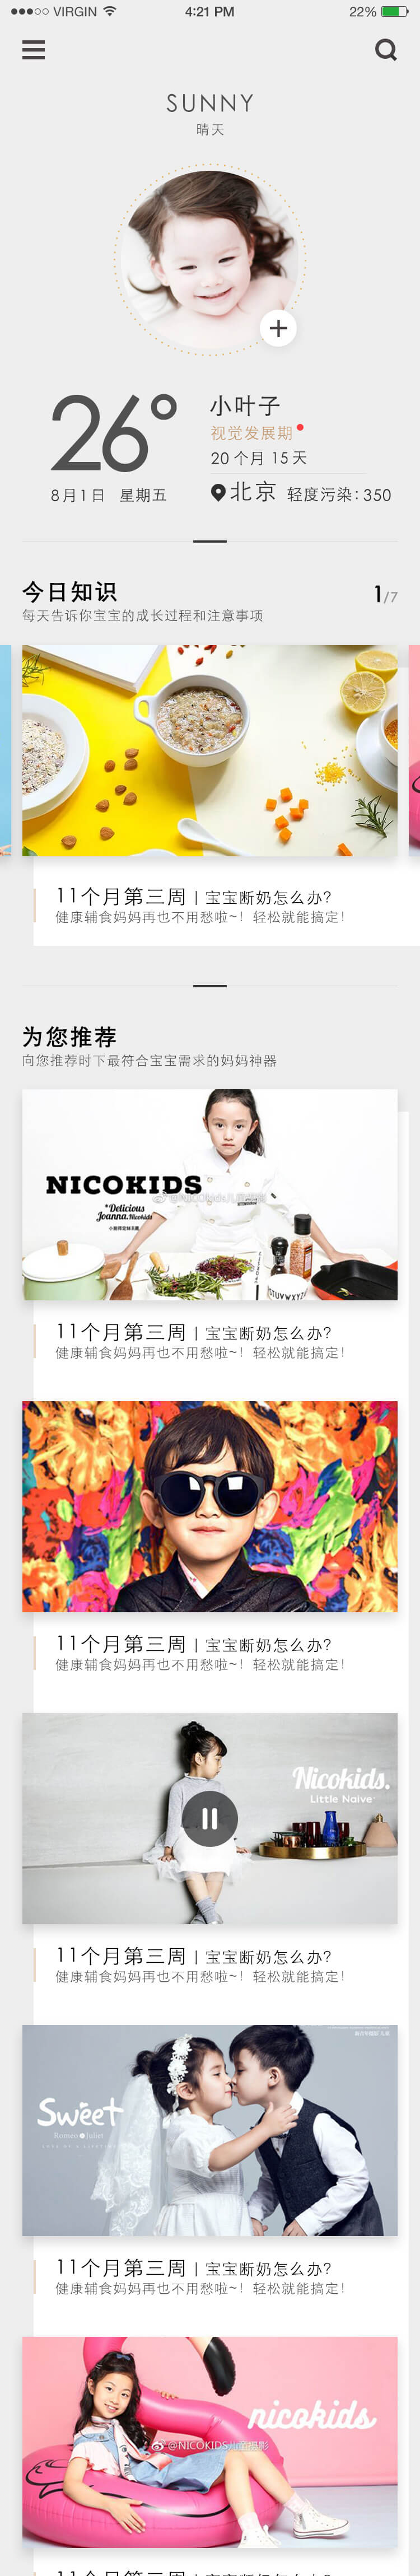 VIRGIN 4:21 PM 22%
SUNNY
晴天
26°
小叶子
视觉发展期
20 个月 15 天
8月1日 星期五
北京 轻度污染: 350
今日知识
1/7
每天告诉你宝宝的成长过程和注意事项
11个月第三周 | 宝宝断奶怎么办?
健康辅食妈妈再也不用愁啦~! 轻松就能搞定!
为您推荐
向您推荐时下最符合宝宝需求的妈妈神器
NICOKIDS
*Delicious
Joanna.Nicokids
11个月第三周 | 宝宝断奶怎么办?
健康辅食妈妈再也不用愁啦~! 轻松就能搞定!
11个月第三周 | 宝宝断奶怎么办?
健康辅食妈妈再也不用愁啦~! 轻松就能搞定!
Nicokids.
Little Naive
11个月第三周 | 宝宝断奶怎么办?
健康辅食妈妈再也不用愁啦~! 轻松就能搞定!
Sweet
Romeo Juliet
11个月第三周 | 宝宝断奶怎么办?
健康辅食妈妈再也不用愁啦~! 轻松就能搞定!
nicokids
@NICOKIDS儿童摄影